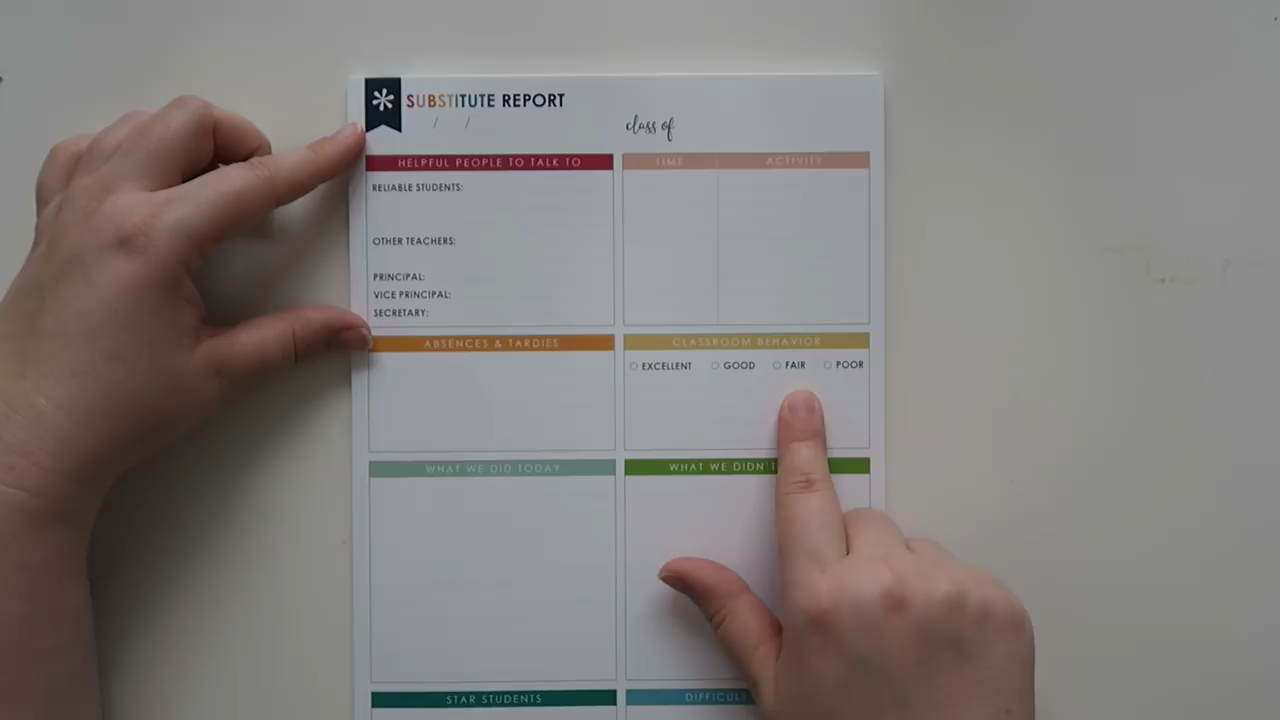 SUBSTITUTE REPORT
/ /
class of
HELPFUL PEOPLE TO TALK TO
RELIABLE STUDENTS:
OTHER TEACHERS:
PRINCIPAL:
VICE PRINCIPAL:
SECRETARY:
TIME ACTIVITY
ABSENCES & TARDIES
CLASSROOM BEHAVIOR
EXCELLENT GOOD FAIR POOR
WHAT WE DID TODAY
WHAT WE DIDN'T
STAR STUDENTS